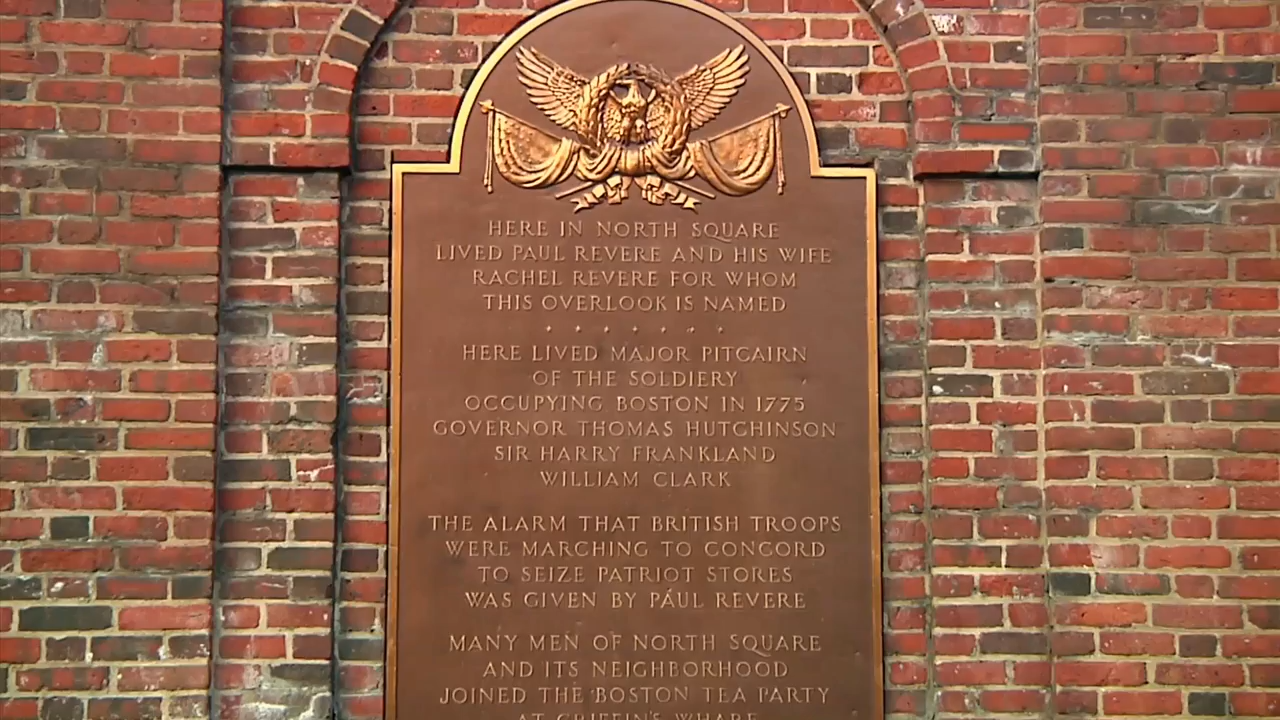 HERE IN NORTH SQUARE
LIVED PAUL REVERE AND HIS WIFE
RACHEL REVERE FOR WHOM
THIS OVERLOOK IS NAMED
HERE LIVED MAJOR PITCAIRN
OF THE SOLDIERY
OCCUPYING BOSTON IN 1775
GOVERNOR THOMAS HUTCHINSON
SIR HARRY FRANKLAND
WILLIAM CLARK
THE ALARM THAT BRITISH TROOPS
WERE MARCHING TO CONCORD
TO SEIZE PATRIOT STORES
WAS GIVEN BY PAUL REVERE
MANY MEN OF NORTH SQUARE
AND ITS NEIGHBORHOOD
JOINED THE BOSTON TEA PARTY
AT GRIFFIN'S WHARF